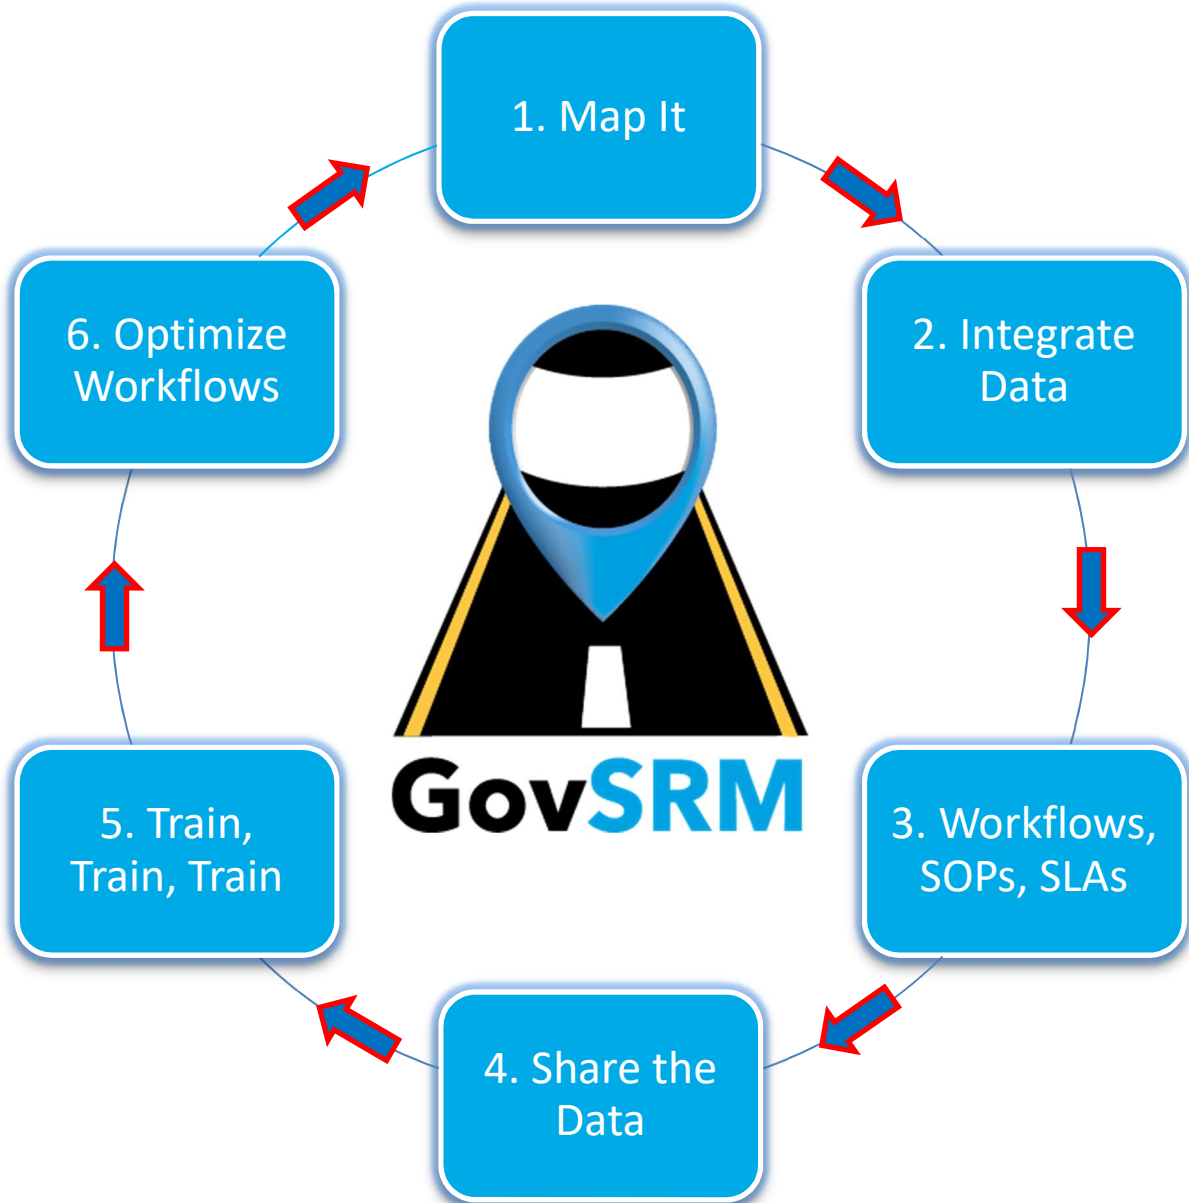 1. Map It
2. Integrate
Data
3. Workflows,
SOPs, SLAs
4. Share the
Data
5. Train,
Train, Train
6. Optimize
Workflows
GovSRM